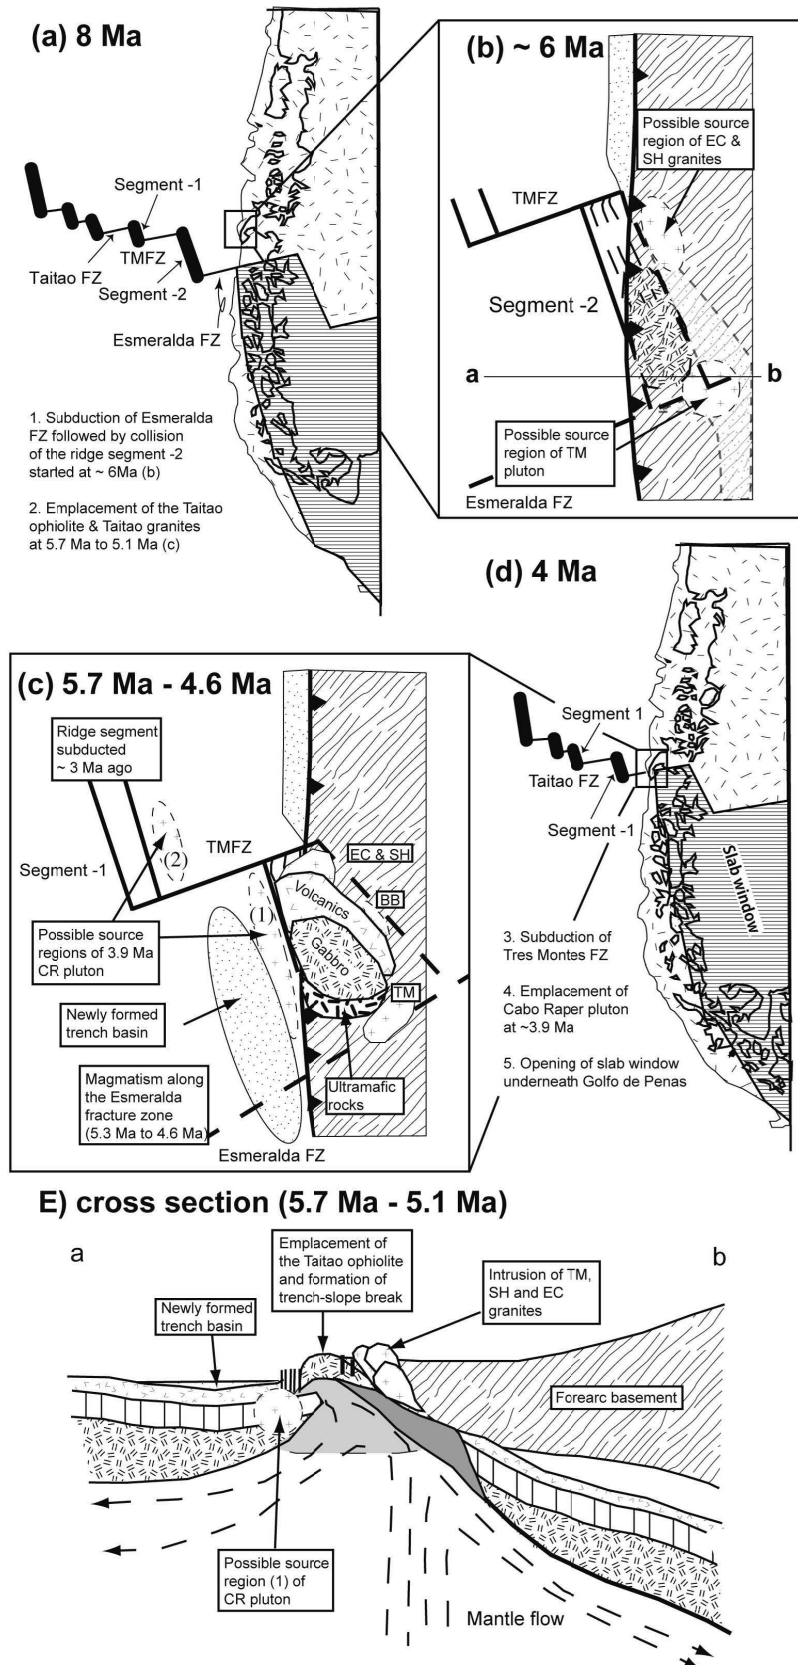 (a) 8 Ma
Segment -1
TMFZ
Taitao FZ
Segment -2
Esmeralda FZ
1. Subduction of Esmeralda
FZ followed by collision
of the ridge segment -2
started at ~ 6Ma (b)
2. Emplacement of the Taitao
ophiolite & Taitao granites
at 5.7 Ma to 5.1 Ma (c)
(b) ~ 6 Ma
Possible source
region of EC &
SH granites
TMFZ
Segment -2
a
b
Possible source
region of TM
pluton
Esmeralda FZ
(c) 5.7 Ma - 4.6 Ma
Ridge segment
subducted
~ 3 Ma ago
TMFZ
(2)
Segment -1
EC & SH
Volcanics
BB
(1)
Gabbro
Possible source
regions of 3.9 Ma
CR pluton
TM
Newly formed
trench basin
Magmatism along
the Esmeralda
fracture zone
(5.3 Ma to 4.6 Ma)
Ultramafic
rocks
Esmeralda FZ
(d) 4 Ma
Segment 1
Taitao FZ
Segment -1
Slab window
3. Subduction of
Tres Montes FZ
4. Emplacement of
Cabo Raper pluton
at ~3.9 Ma
5. Opening of slab window
underneath Golfo de Penas
E) cross section (5.7 Ma - 5.1 Ma)
a
b
Emplacement of
the Taitao ophiolite
and formation of
trench-slope break
Intrusion of TM,
SH and EC
granites
Newly formed
trench basin
Forearc basement
Possible source
region (1) of
CR pluton
Mantle flow